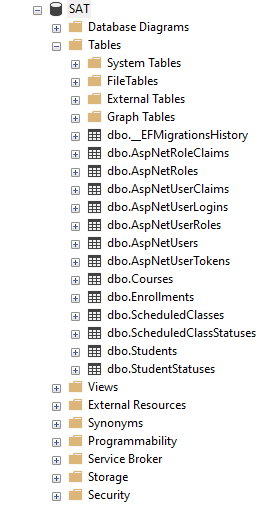 SAT
Database Diagrams
Tables
System Tables
FileTables
External Tables
Graph Tables
dbo.__EFMigrationsHistory
dbo.AspNetRoleClaims
dbo.AspNetRoles
dbo.AspNetUserClaims
dbo.AspNetUserLogins
dbo.AspNetUserRoles
dbo.AspNetUsers
dbo.AspNetUserTokens
dbo.Courses
dbo.Enrollments
dbo.ScheduledClasses
dbo.ScheduledClassStatuses
dbo.Students
dbo.StudentStatuses
Views
External Resources
Synonyms
Programmability
Service Broker
Storage
Security